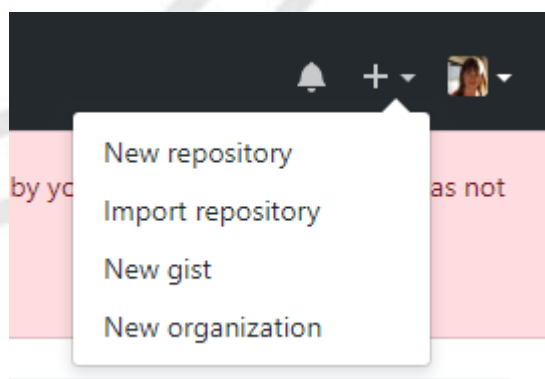 New repository
by yo as not
Import repository
New gist
New organization